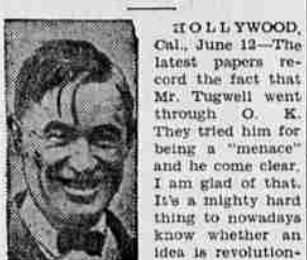 HOLLYWOOD,
Cal., June 12—The
latest papers re-
cord the fact that
Mr. Tugwell went
through O. K.
They tried him for
being a "menace"
and he come clear.
I am glad of that.
It's a mighty hard
thing to nowadays
know whether an
idea is revolution-